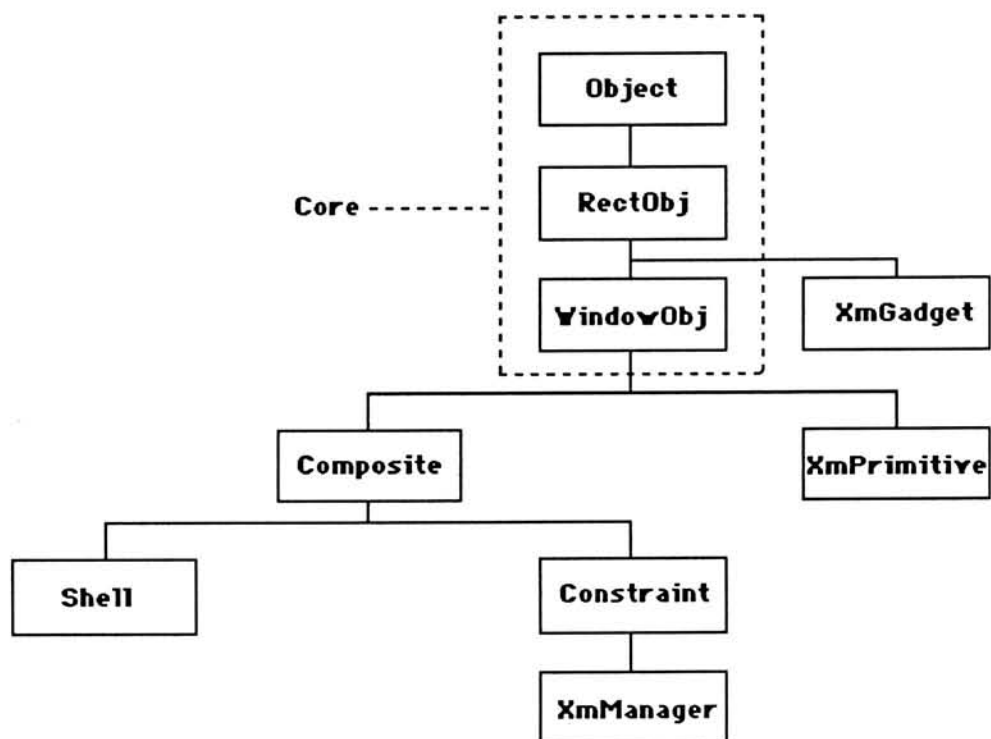 Object
Core
RectObj
WindowObj
XmGadget
Composite
XmPrimitive
Shell
Constraint
XmManager